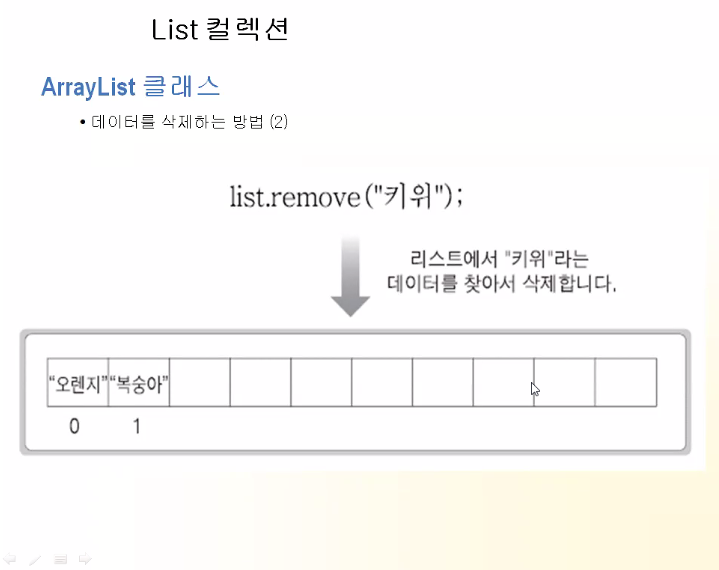 List 컬렉션
ArrayList 클래스
• 데이터를 삭제하는 방법 (2)
list.remove("키위");
리스트에서 "키위"라는
데이터를 찾아서 삭제합니다.
“오렌지” “복숭아”
0 1